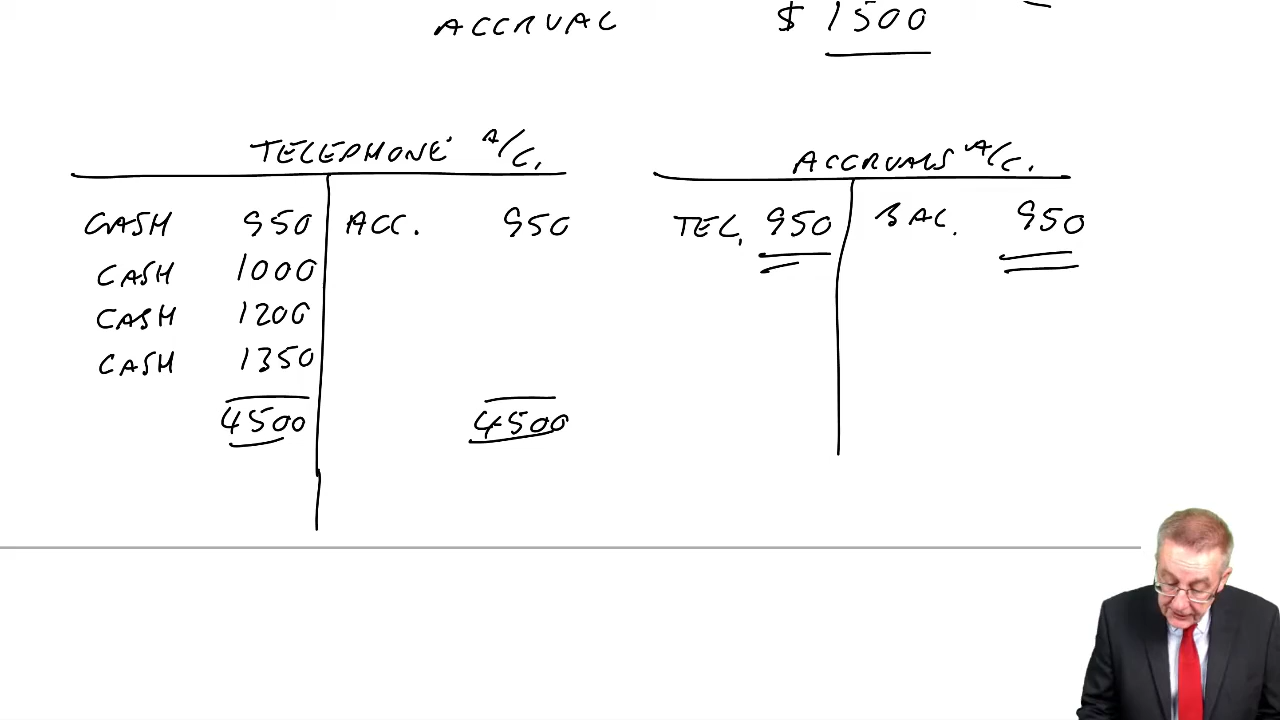 ACCRUAL $1500
TELEPHONE A/C. ACCRUALS A/C.
CASH 950 ACC. 950 TEL. 950 BAL. 950
CASH 1000
CASH 1200
CASH 1350
4500 4500